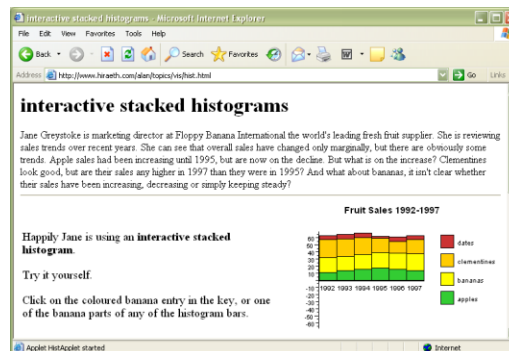 interactive stacked histograms - Microsoft Internet Explorer
File Edit View Favorites Tools Help
Back Search Favorites
Address http://www.hiraeth.com/alan/topics/vis/hist.html Go Links
interactive stacked histograms
Jane Greystoke is marketing director at Floppy Banana International the world's leading fresh fruit supplier. She is reviewing
sales trends over recent years. She can see that overall sales have changed only marginally, but there are obviously some
trends. Apple sales had been increasing until 1995, but are now on the decline. But what is on the increase? Clementines
look good, but are their sales any higher in 1997 than they were in 1995? And what about bananas, it isn't clear whether
their sales have been increasing, decreasing or simply keeping steady?
Happily Jane is using an interactive stacked
histogram.
Try it yourself.
Click on the coloured banana entry in the key, or one
of the banana parts of any of the histogram bars.
Fruit Sales 1992-1997
60
50
40
30
20
10
1992 1993 1994 1995 1996 1997
-10
-20
-30
-40
-50
-60
dates
clementines
bananas
apples
Applet HistApplet started
Internet